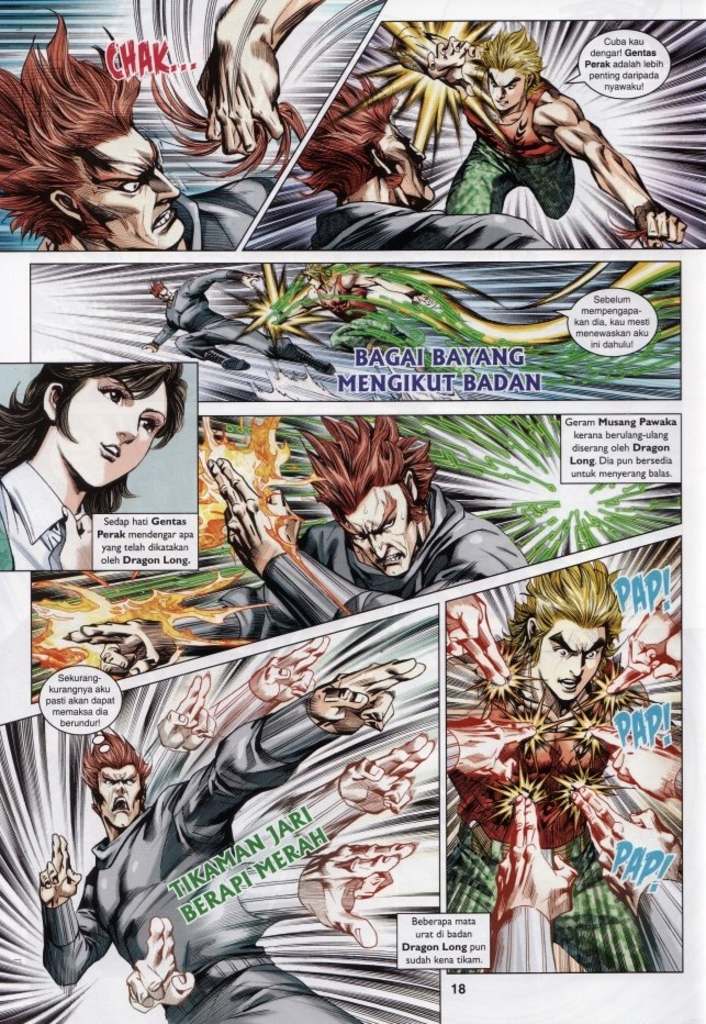 CHAK...
Cuba kau
dengar! Gentas
Perak adalah lebih
penting daripada
nyawaku!
Sebelum
mempengapa-
kan dia, kau mesti
menewaskan aku
ini dahulu!
BAGAI BAYANG
MENGIKUT BADAN
Sedap hati Gentas
Perak mendengar apa
yang telah dikatakan
oleh Dragon Long.
Geram Musang Pawaka
kerana berulang-ulang
diserang oleh Dragon
Long. Dia pun bersedia
untuk menyerang balas.
Sekurang-
kurangnya aku
pasti akan dapat
memaksa dia
berundur!
TIKAMAN JARI
BERAPI MERAH
PAP!
PAP!
PAP!
Beberapa mata
urat di badan
Dragon Long pun
sudah kena tikam.
18